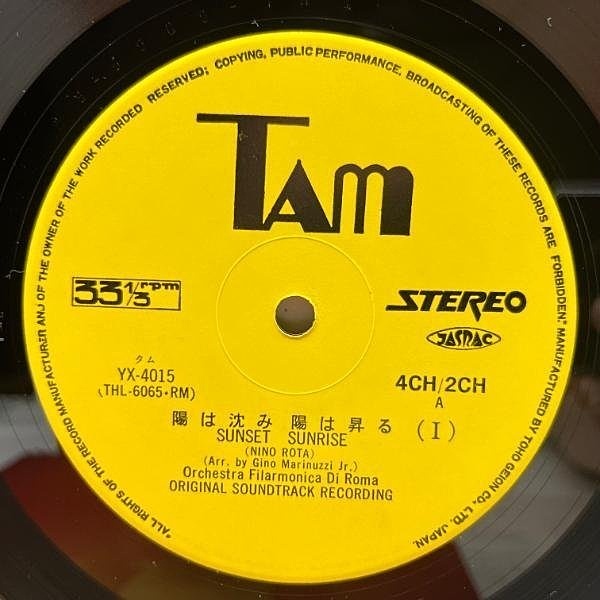 "ALL RIGHTS OF THE RECORD MANUFACTURIN ANJ OF THE OWNER OF THE WORK RECORDED RESERVED; COPYING, PUBLIC PERFORMANCE, BROADCASTING OF THESE RECORDS ARE FORBIDDEN" MANUFACTURED BY TOHO GEION CO. LTD. JAPAN.
TAM
33 1/3 rpm
STEREO
JASRAC
クム
YX-4015
(THL-6065・RM)
4CH/2CH
A
陽は沈み陽は昇る (I)
SUNSET SUNRISE
(NINO ROTA)
(Arr. by Gino Marinuzzi Jr.)
Orchestra Filarmonica Di Roma
ORIGINAL SOUNDTRACK RECORDING